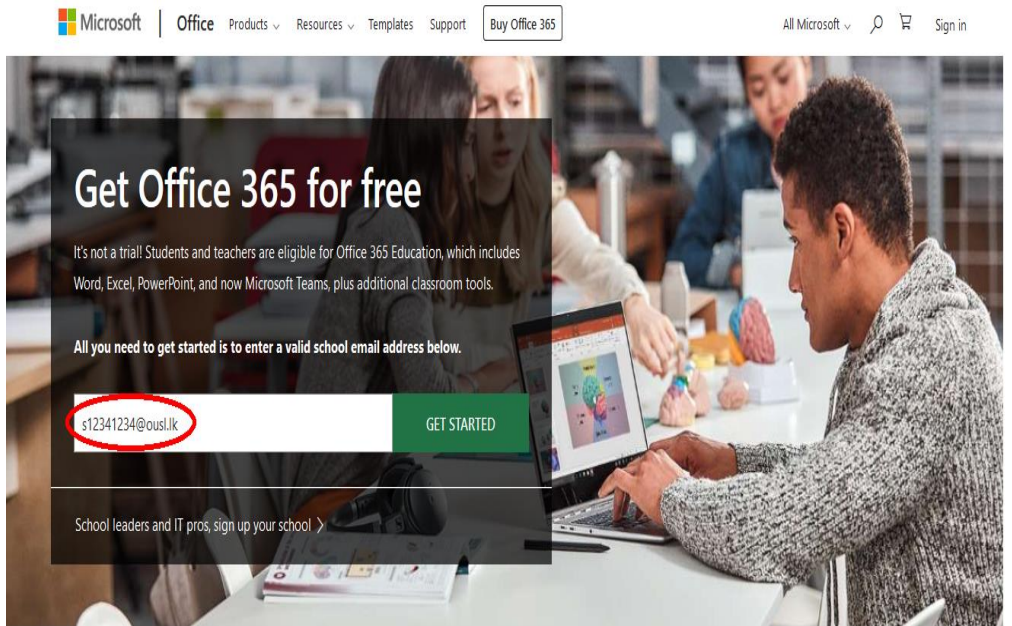 Microsoft | Office Products Resources Templates Support Buy Office 365 All Microsoft Sign in
Get Office 365 for free
It's not a trial! Students and teachers are eligible for Office 365 Education, which includes
Word, Excel, PowerPoint, and now Microsoft Teams, plus additional classroom tools.
All you need to get started is to enter a valid school email address below.
s12341234@ousl.lk GET STARTED
School leaders and IT pros, sign up your school